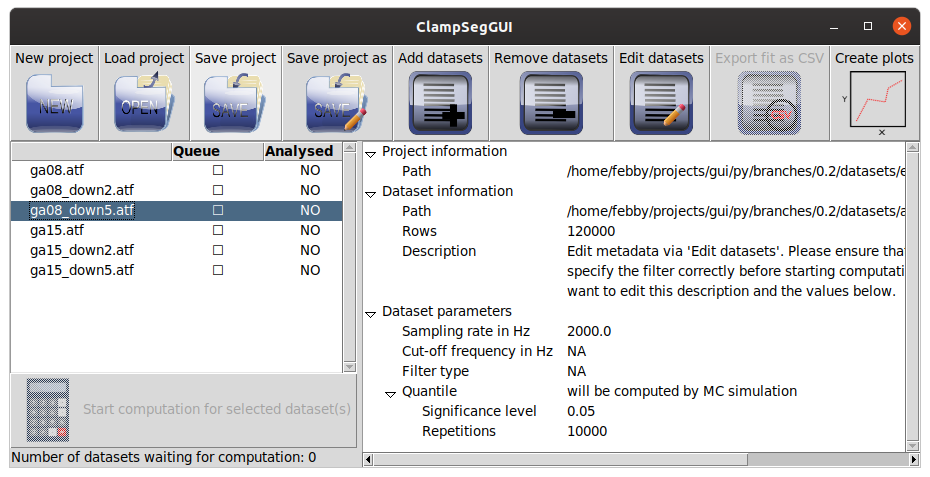 ClampSegGUI
New project Load project Save project Save project as Add datasets Remove datasets Edit datasets Export fit as CSV Create plots
NEW OPEN SAVE SAVE CSV Y X
Queue Analysed
ga08.atf NO
ga08_down2.atf NO
ga08_down5.atf NO
ga15.atf NO
ga15_down2.atf NO
ga15_down5.atf NO
Start computation for selected dataset(s)
Number of datasets waiting for computation: 0
Project information
Path /home/febby/projects/gui/py/branches/0.2/datasets/e
Dataset information
Path /home/febby/projects/gui/py/branches/0.2/datasets/a
Rows 120000
Description Edit metadata via 'Edit datasets'. Please ensure tha
specify the filter correctly before starting computati
want to edit this description and the values below.
Dataset parameters
Sampling rate in Hz 2000.0
Cut-off frequency in Hz NA
Filter type NA
Quantile will be computed by MC simulation
Significance level 0.05
Repetitions 10000